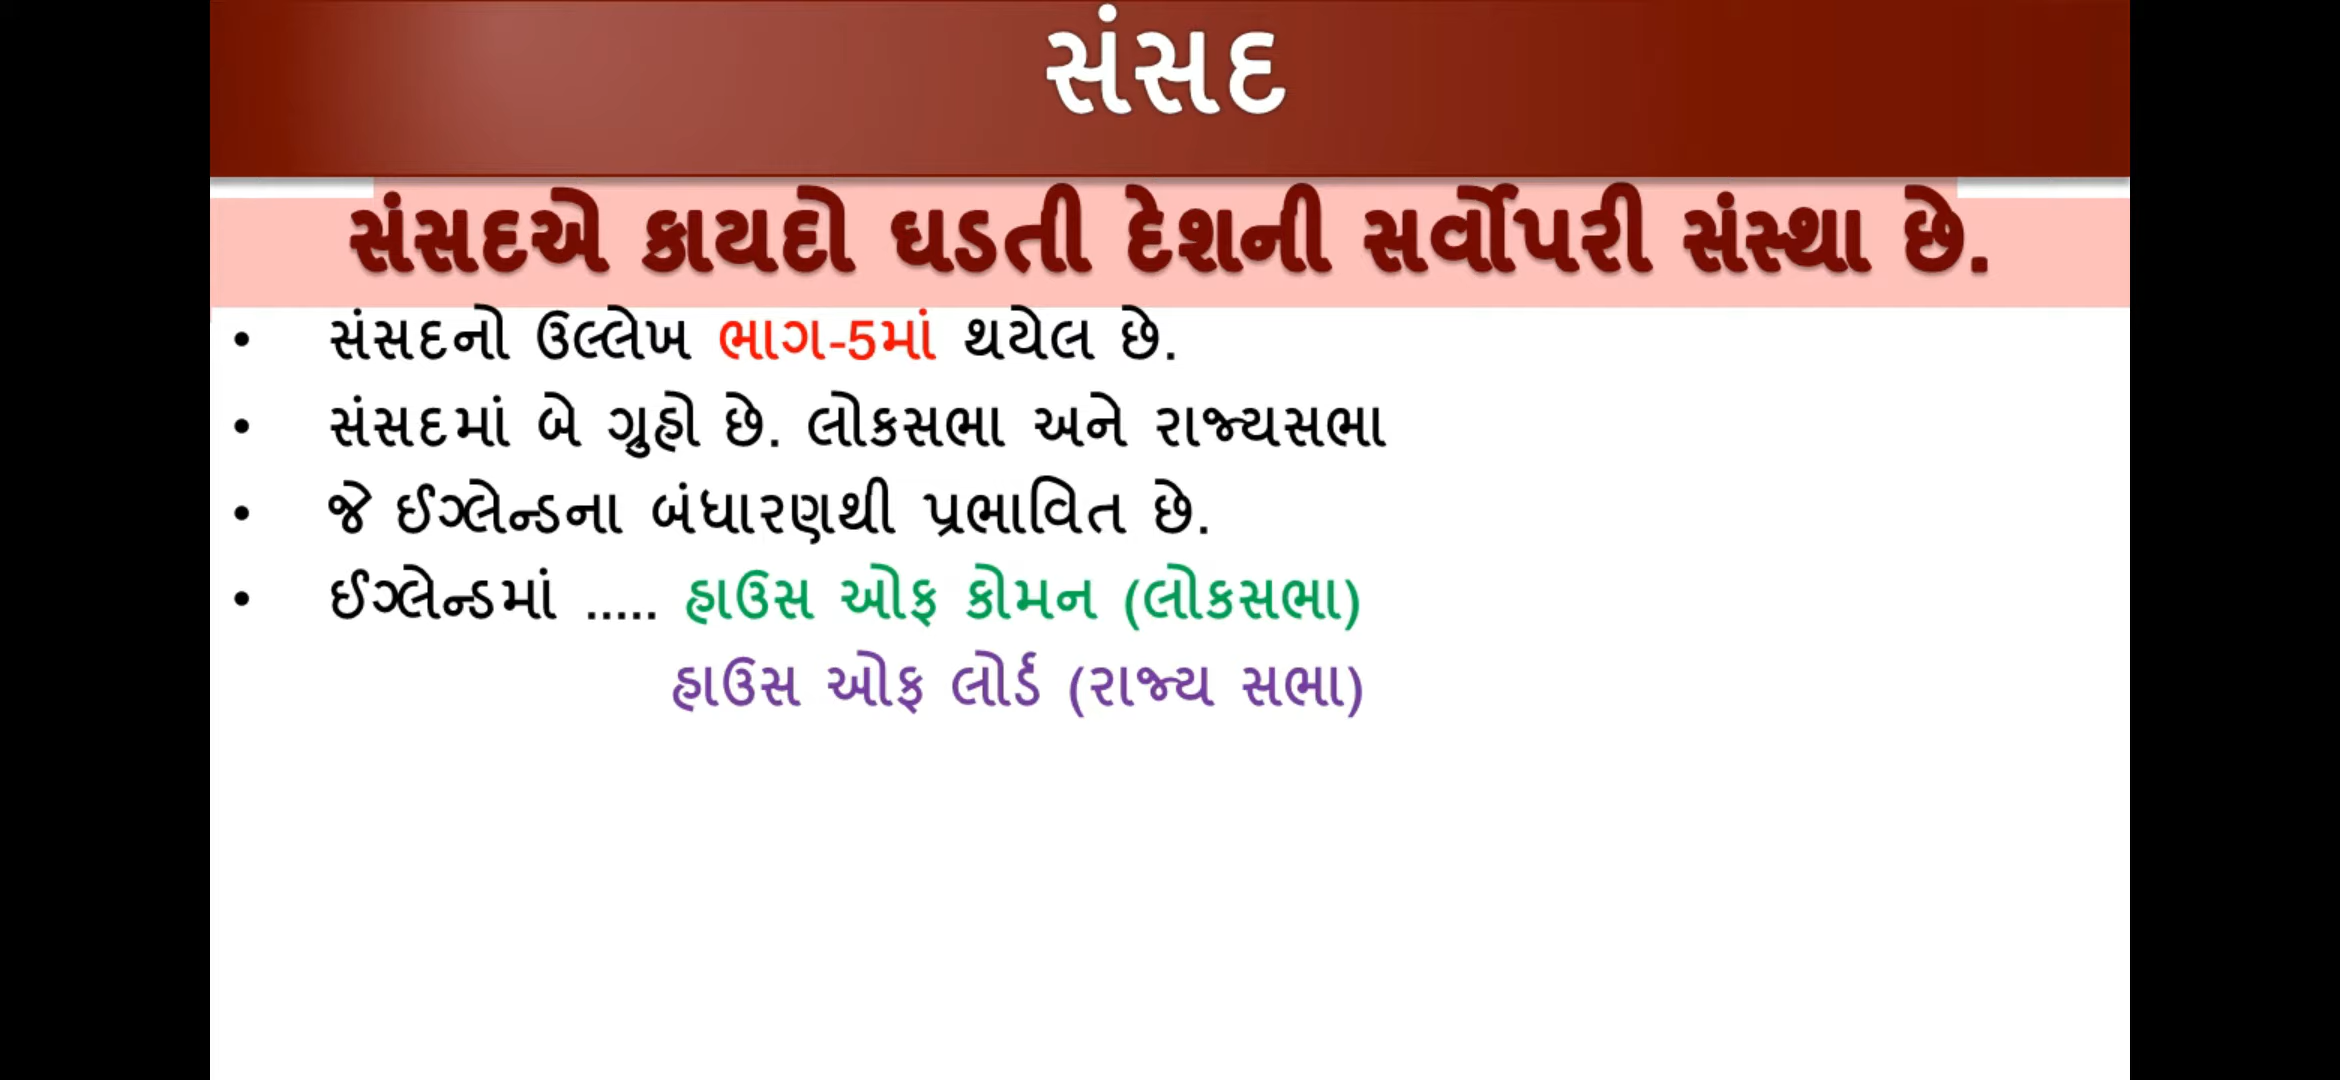 સંસદ
સંસદએ કાયદો ઘડતી દેશની સર્વોપરી સંસ્થા છે.
• સંસદનો ઉલ્લેખ ભાગ-5માં થયેલ છે.
• સંસદમાં બે ગ્રુહો છે. લોકસભા અને રાજ્યસભા
• જે ઈગ્લેન્ડના બંધારણથી પ્રભાવિત છે.
• ઈગ્લેન્ડમાં ..... હાઉસ ઓફ કોમન (લોકસભા)
હાઉસ ઓફ લોર્ડ (રાજ્ય સભા)